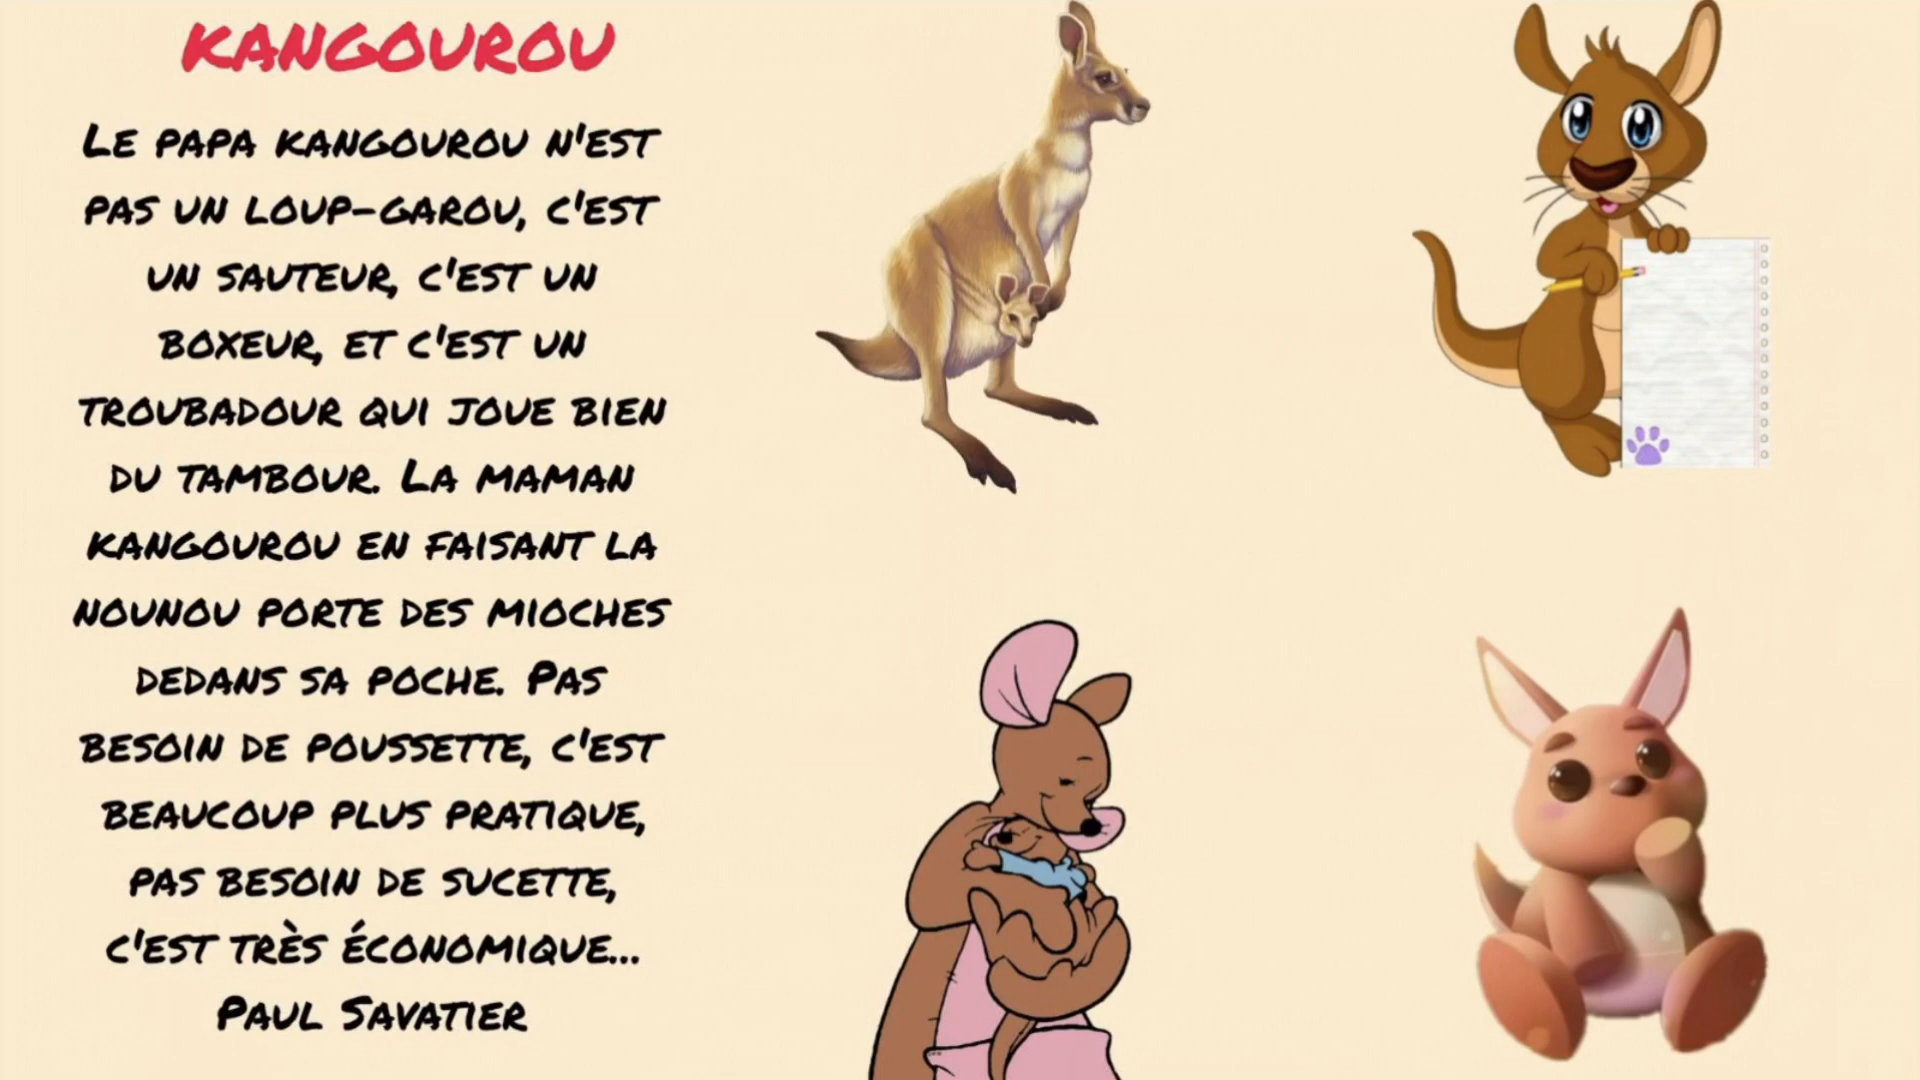 KANGOUROU
Le papa kangourou n'est
pas un loup-garou, c'est
un sauteur, c'est un
boxeur, et c'est un
troubadour qui joue bien
du tambour. La maman
kangourou en faisant la
nounou porte des mioches
dedans sa poche. Pas
besoin de poussette, c'est
beaucoup plus pratique,
pas besoin de sucette,
c'est très économique...
Paul Savatier